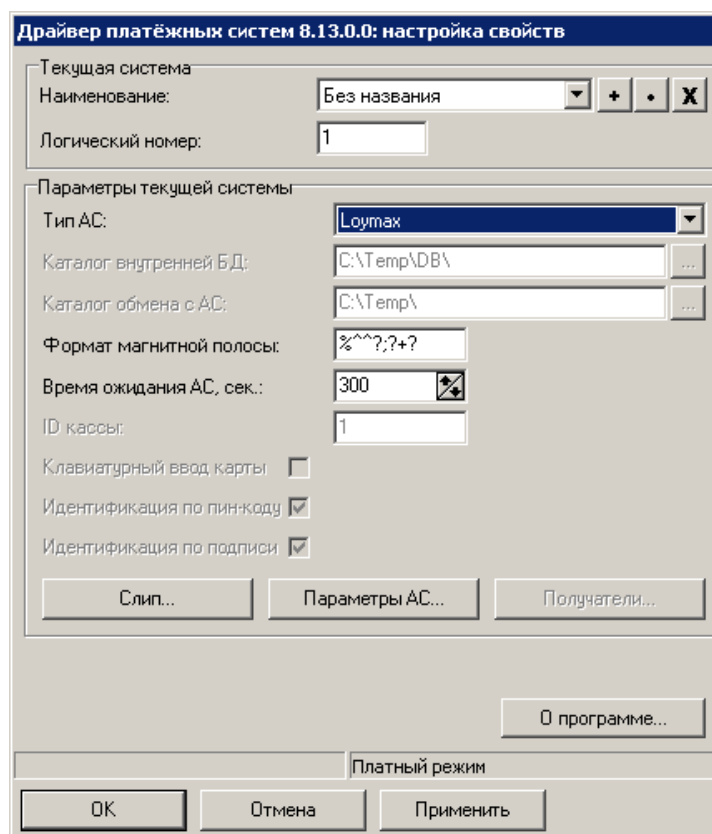 Драйвер платёжных систем 8.13.0.0: настройка свойств
Текущая система
Наименование: Без названия + • X
Логический номер: 1
Параметры текущей системы
Тип АС: Loymax
Каталог внутренней БД: C:\Temp\DB\ ...
Каталог обмена с АС: C:\Temp\ ...
Формат магнитной полосы: %^^?;?+?
Время ожидания АС, сек.: 300
ID кассы: 1
Клавиатурный ввод карты
Идентификация по пин-коду
Идентификация по подписи
Слип... Параметры АС... Получатели...
О программе...
Платный режим
ОК Отмена Применить